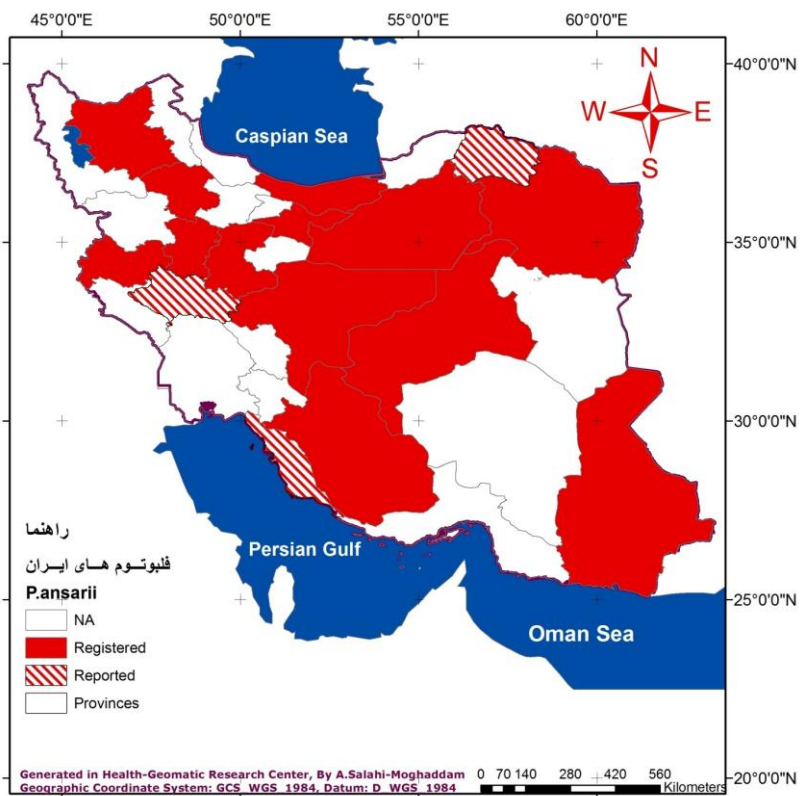 45°0'0"E 50°0'0"E 55°0'0"E 60°0'0"E
40°0'0"N
35°0'0"N
30°0'0"N
25°0'0"N
20°0'0"N
N
W E
S
Caspian Sea
Persian Gulf
Oman Sea
راهنما
فلبوتوم های ایران
P.ansarii
NA
Registered
Reported
Provinces
Generated in Health-Geomatic Research Center, By A.Salahi-Moghaddam
Geographic Coordinate System: GCS_WGS_1984, Datum: D_WGS_1984
0 70 140 280 420 560
Kilometers